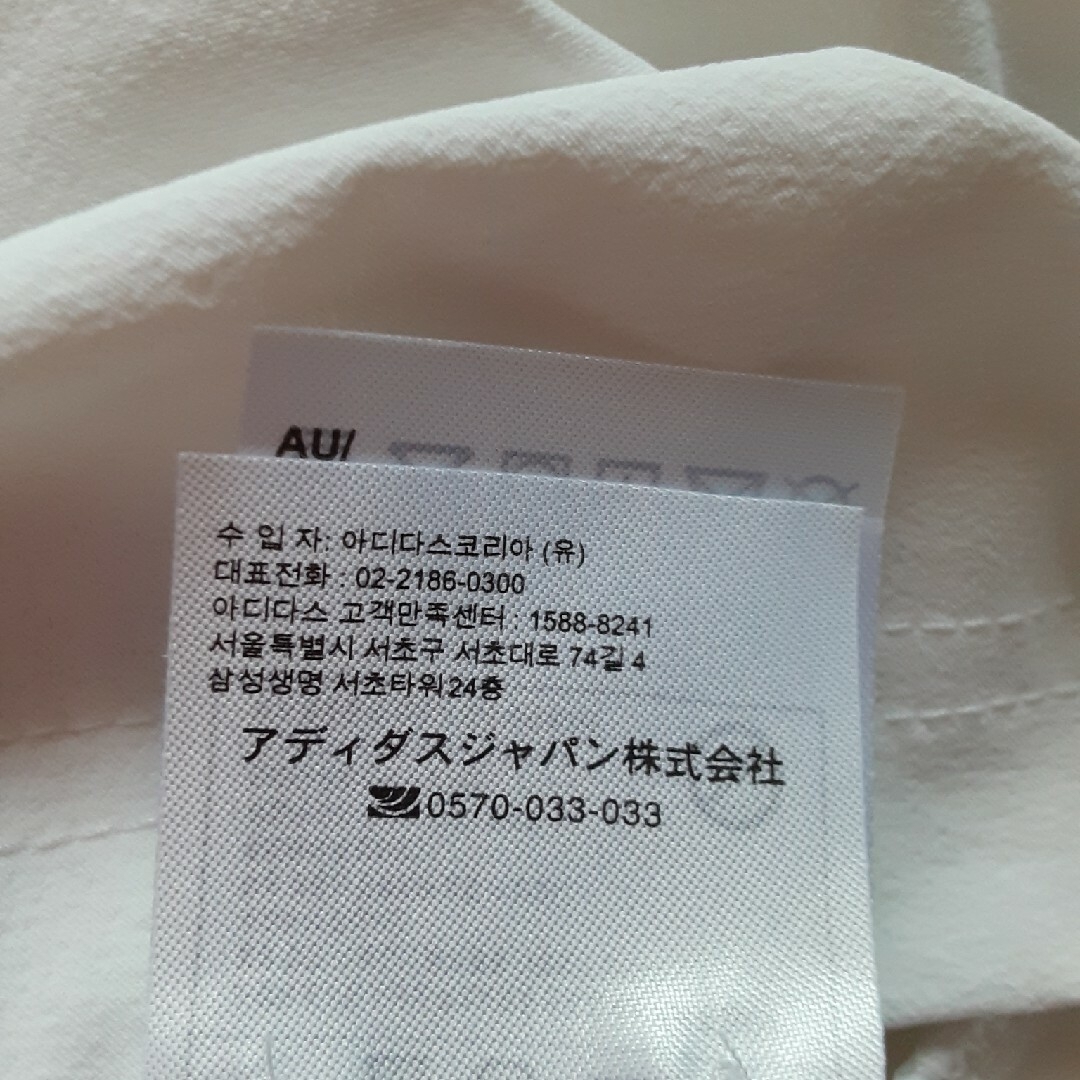 AU/
수 입 자: 아디다스코리아 (유)
대표전화 : 02-2186-0300
아디다스 고객만족센터 : 1588-8241
서울특별시 서초구 서초대로 74길 4
삼성생명 서초타워24층
アディダスジャパン株式会社
0570-033-033